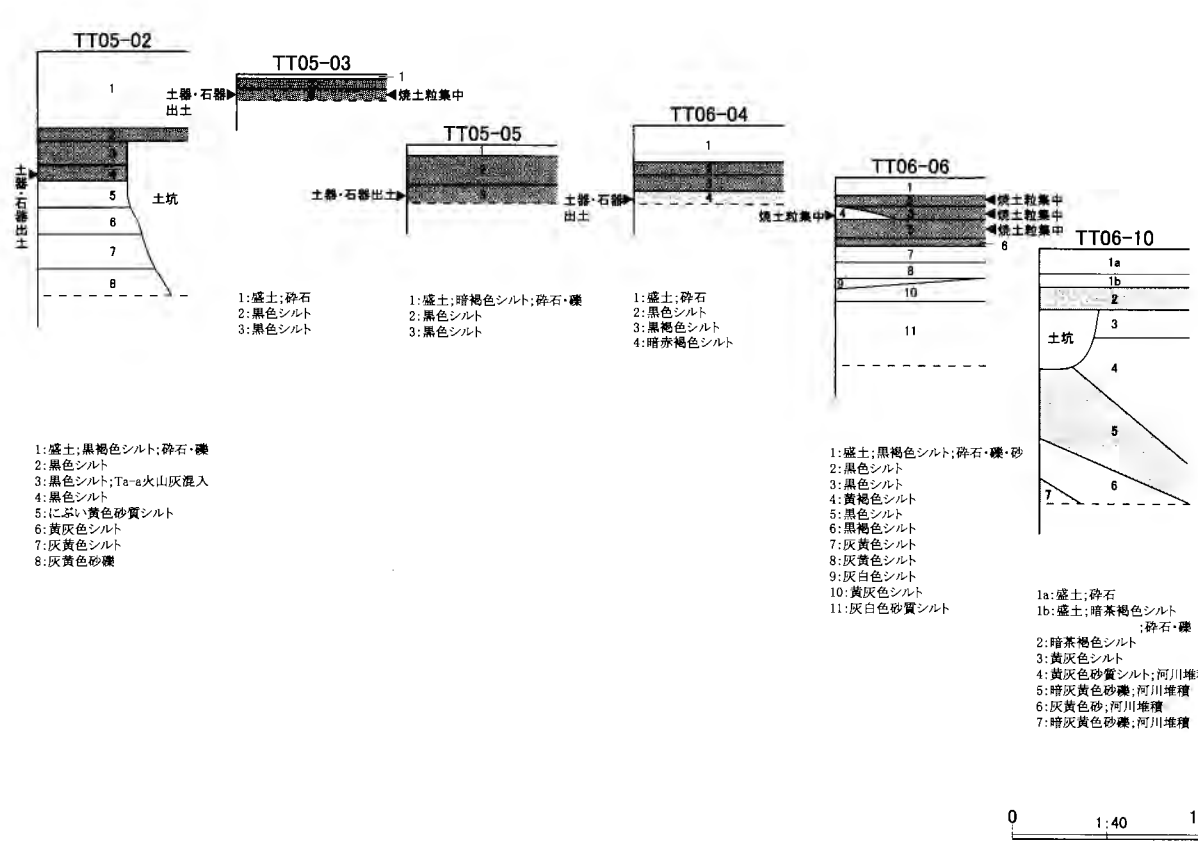 TT05-02
1
2
3
4
5
6
7
8
土坑
土器・石器出土
1:盛土;黒褐色シルト;砕石・礫
2:黒色シルト
3:黒色シルト;Ta-a火山灰混入
4:黒色シルト
5:にぶい黄色砂質シルト
6:黄灰色シルト
7:灰黄色シルト
8:灰黄色砂礫
TT05-03
1
土器・石器
出土
焼土粒集中
1:盛土;砕石
2:黒色シルト
3:黒色シルト
TT05-05
1
2
3
土器・石器出土
1:盛土;暗褐色シルト;砕石・礫
2:黒色シルト
3:黒色シルト
TT06-04
1
2
3
4
土器・石器
出土
1:盛土;砕石
2:黒色シルト
3:黒褐色シルト
4:暗赤褐色シルト
TT06-06
1
2
3
4
5
6
7
8
9
10
11
焼土粒集中
焼土粒集中
焼土粒集中
焼土粒集中
1:盛土;黒褐色シルト;砕石・礫・砂
2:黒色シルト
3:黒色シルト
4:黄褐色シルト
5:黒色シルト
6:黒褐色シルト
7:灰黄色シルト
8:灰黄色シルト
9:灰白色シルト
10:黄灰色シルト
11:灰白色砂質シルト
TT06-10
1a
1b
2
3
土坑
4
5
6
7
1a:盛土;砕石
1b:盛土;暗茶褐色シルト
;砕石・礫
2:暗茶褐色シルト
3:黄灰色シルト
4:黄灰色砂質シルト;河川堆
5:暗灰黄色砂礫;河川堆積
6:灰黄色砂;河川堆積
7:暗灰黄色砂礫;河川堆積
0 1:40 1